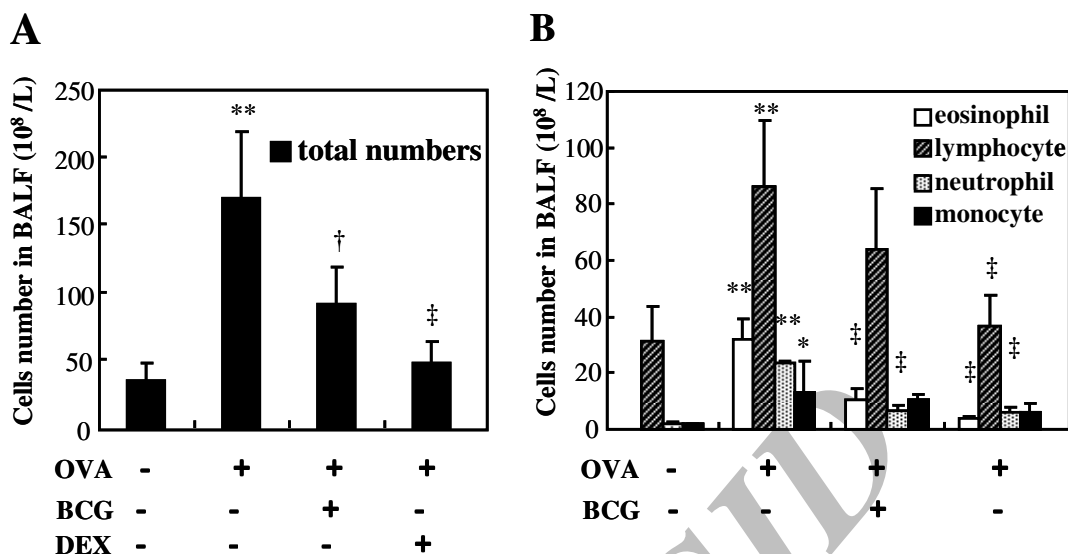 A
Cells number in BALF (10⁸ /L)
250
200
150
100
50
0
**
†
‡
total numbers
OVA - + + +
BCG - - + -
DEX - - - +
B
Cells number in BALF (10⁸ /L)
120
100
80
60
40
20
0
**
**
**
*
‡
‡
‡
‡
‡
eosinophil
lymphocyte
neutrophil
monocyte
OVA - + + +
BCG - - + -